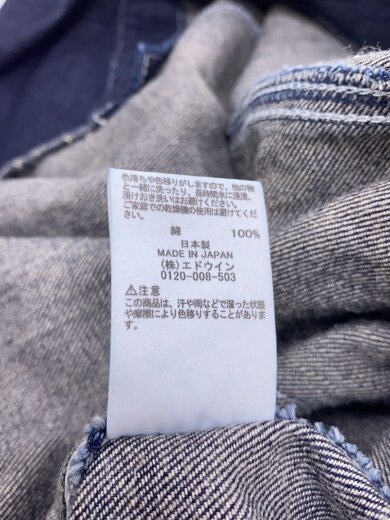 色落ちや色移りがしますので、他の物
と一緒に洗ったり、長時間水に浸漬、
浸けおき洗いはお避けください。
ご家庭での乾燥機の使用は避けてくだ
さい。
綿 100%
日本製
MADE IN JAPAN
(株)エドウイン
0120-008-503
⚠注意
この商品は、汗や雨などで湿った状態
や摩擦により色移りすることがありま
す。